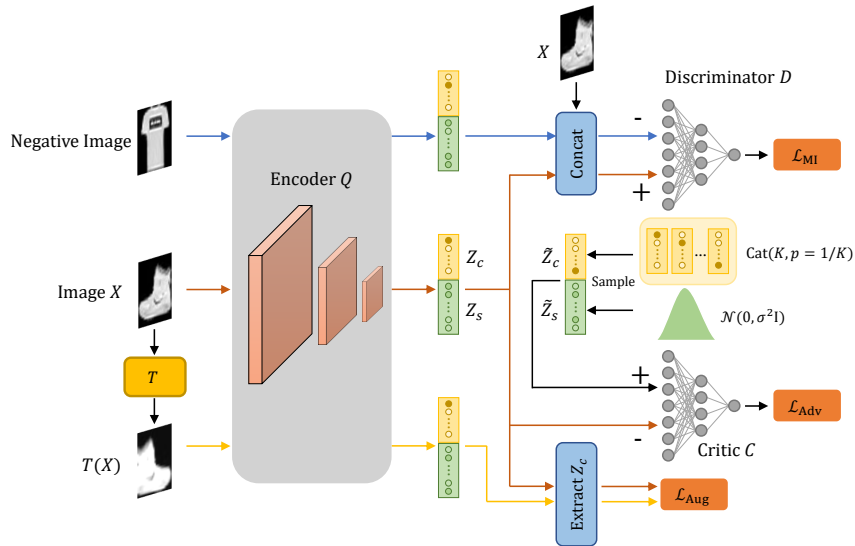 X
Discriminator D
Negative Image
-
Concat
ℒ_MI
+
Encoder Q
Image X
Z_c
Z_s
Z̃_c
Sample
Z̃_s
...
Cat(K, p = 1/K)
𝒩(0, σ²I)
T
+
ℒ_Adv
-
Critic C
T(X)
Extract Z_c
ℒ_Aug